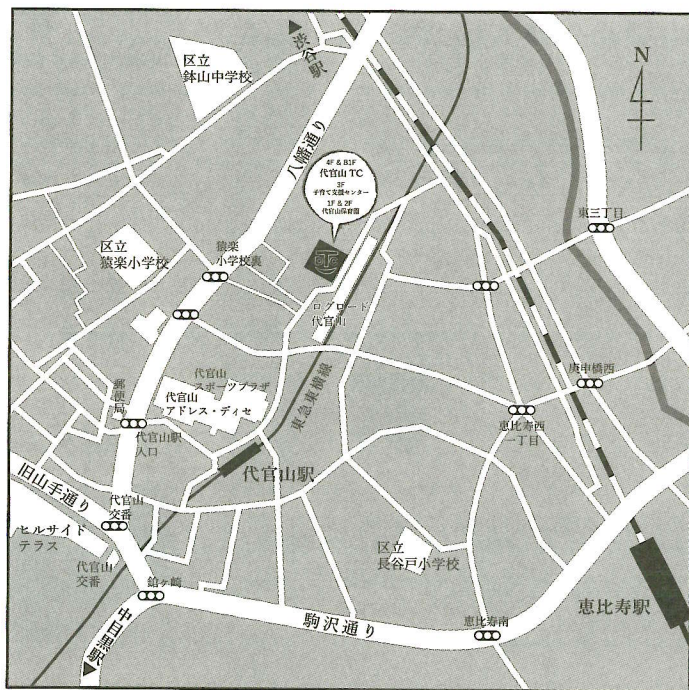 渋谷駅
区立
鉢山中学校
N
八幡通り
4F & B1F
代官山 TC
3F
子育て支援センター
1F & 2F
代官山保育園
東三丁目
区立
猿楽小学校
猿楽
小学校裏
ログロード
代官山
庚申橋西
代官山
スポーツプラザ
代官山
アドレス・ディセ
東急東横線
郵便局
代官山駅
入口
恵比寿西
一丁目
代官山駅
旧山手通り
代官山
交番
ヒルサイド
テラス
代官山
交番
区立
長谷戸小学校
鎗ヶ崎
恵比寿駅
駒沢通り
恵比寿南
中目黒駅